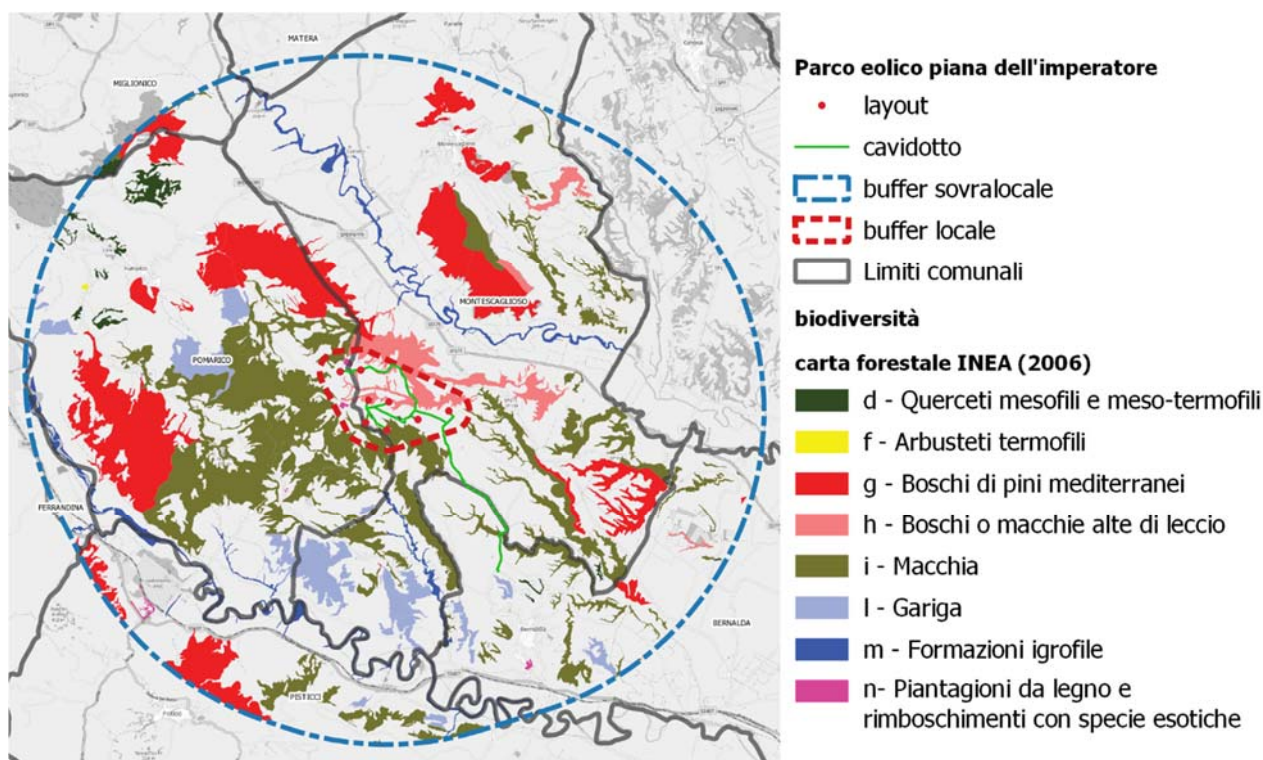 MATERA
MIGLIONICO
MONTESCAGLIOSO
POMARICO
FERRANDINA
BERNALDA
PISTICCI
Parco eolico piana dell'imperatore
layout
cavidotto
buffer sovralocale
buffer locale
Limiti comunali
biodiversità
carta forestale INEA (2006)
d - Querceti mesofili e meso-termofili
f - Arbusteti termofili
g - Boschi di pini mediterranei
h - Boschi o macchie alte di leccio
i - Macchia
l - Gariga
m - Formazioni igrofile
n- Piantagioni da legno e
rimboschimenti con specie esotiche